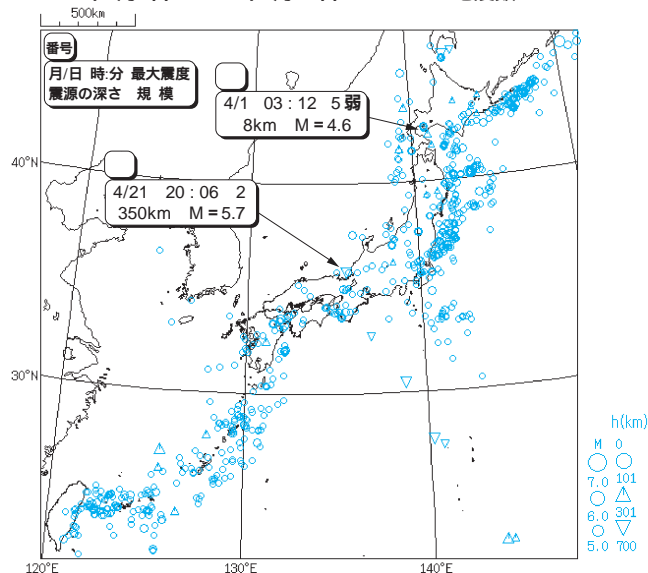 500km
番号
月/日 時:分 最大震度
震源の深さ 規 模
4/1 03:12 5弱
8km M=4.6
4/21 20:06 2
350km M=5.7
40°N
30°N
120°E
130°E
140°E
h(km)
M 0
7.0 101
6.0 301
5.0 700